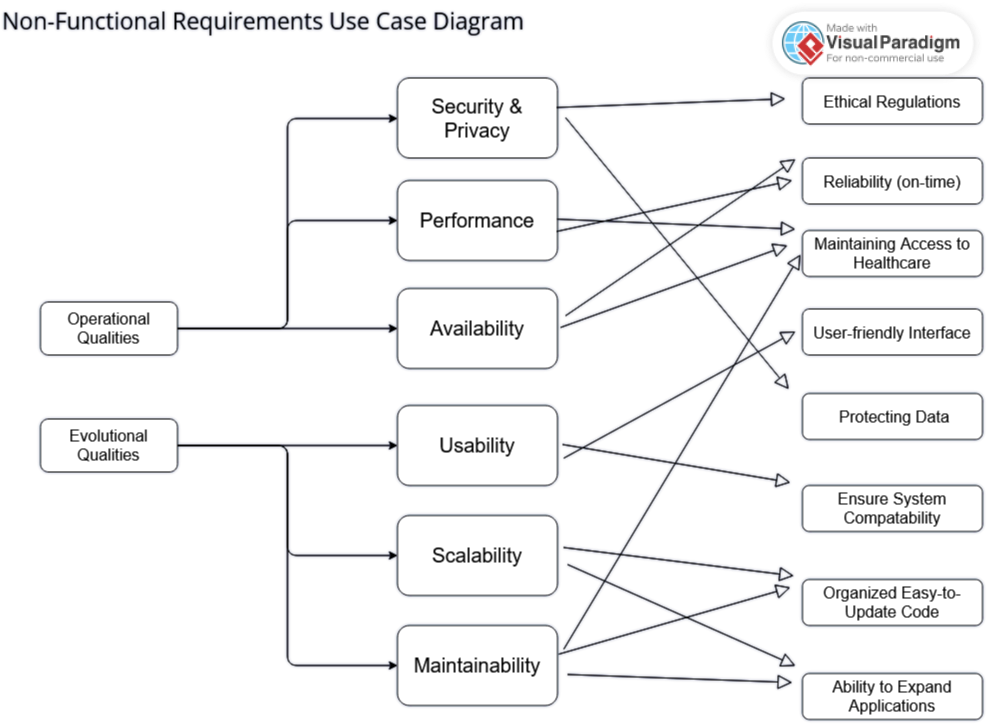 Non-Functional Requirements Use Case Diagram
Made with
Visual Paradigm
For non-commercial use
Security &
Privacy
Ethical Regulations
Reliability (on-time)
Performance
Maintaining Access to
Healthcare
Operational
Qualities
Availability
User-friendly Interface
Protecting Data
Evolutional
Qualities
Usability
Ensure System
Compatability
Scalability
Organized Easy-to-
Update Code
Maintainability
Ability to Expand
Applications